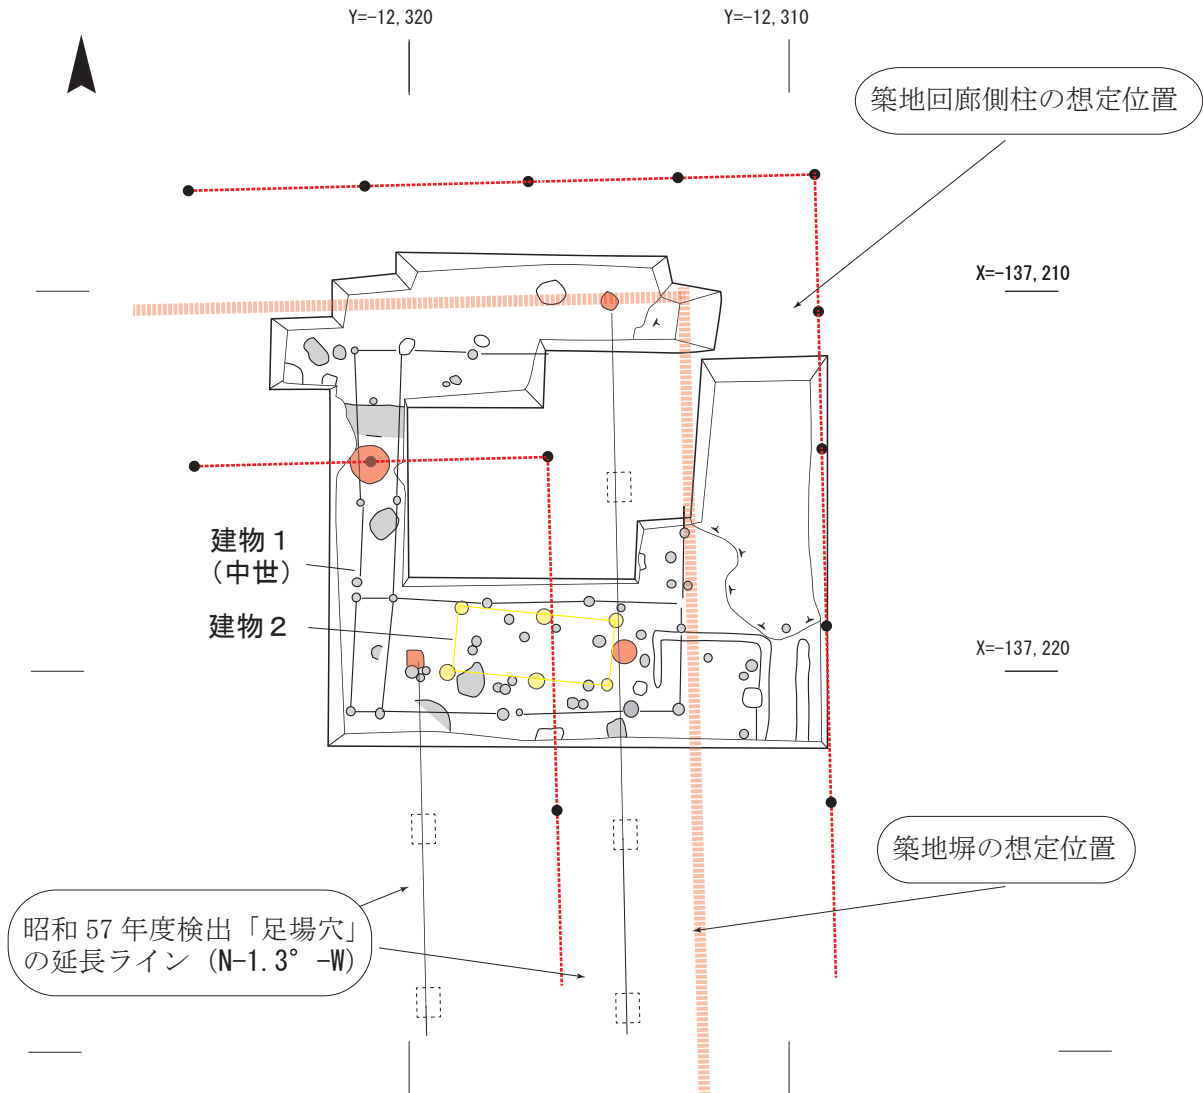 Y=-12,320
Y=-12,310
築地回廊側柱の想定位置
X=-137,210
建物1
（中世）
建物2
X=-137,220
築地塀の想定位置
昭和 57 年度検出「足場穴」
の延長ライン（N-1.3°-W）